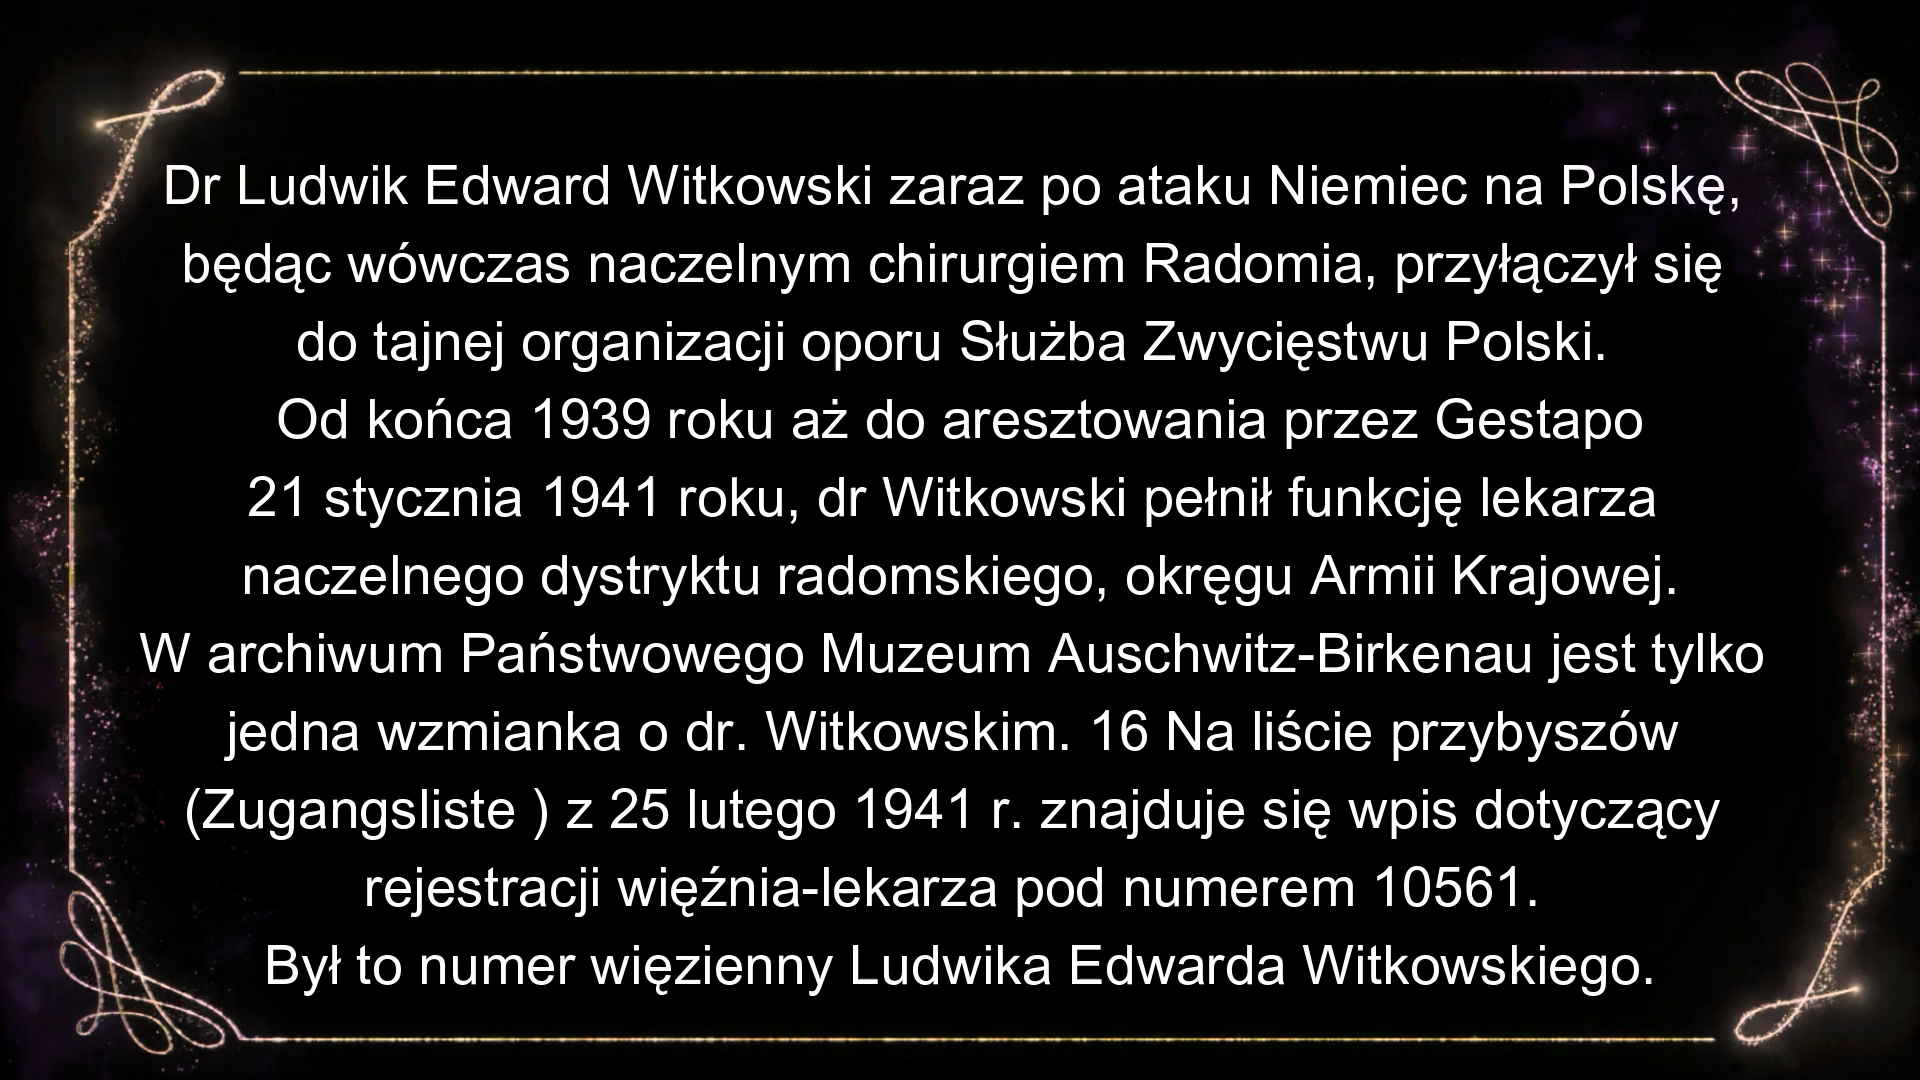 Dr Ludwik Edward Witkowski zaraz po ataku Niemiec na Polskę,
będąc wówczas naczelnym chirurgiem Radomia, przyłączył się
do tajnej organizacji oporu Służba Zwycięstwu Polski.
Od końca 1939 roku aż do aresztowania przez Gestapo
21 stycznia 1941 roku, dr Witkowski pełnił funkcję lekarza
naczelnego dystryktu radomskiego, okręgu Armii Krajowej.
W archiwum Państwowego Muzeum Auschwitz-Birkenau jest tylko
jedna wzmianka o dr. Witkowskim. 16 Na liście przybyszów
(Zugangsliste ) z 25 lutego 1941 r. znajduje się wpis dotyczący
rejestracji więźnia-lekarza pod numerem 10561.
Był to numer więzienny Ludwika Edwarda Witkowskiego.